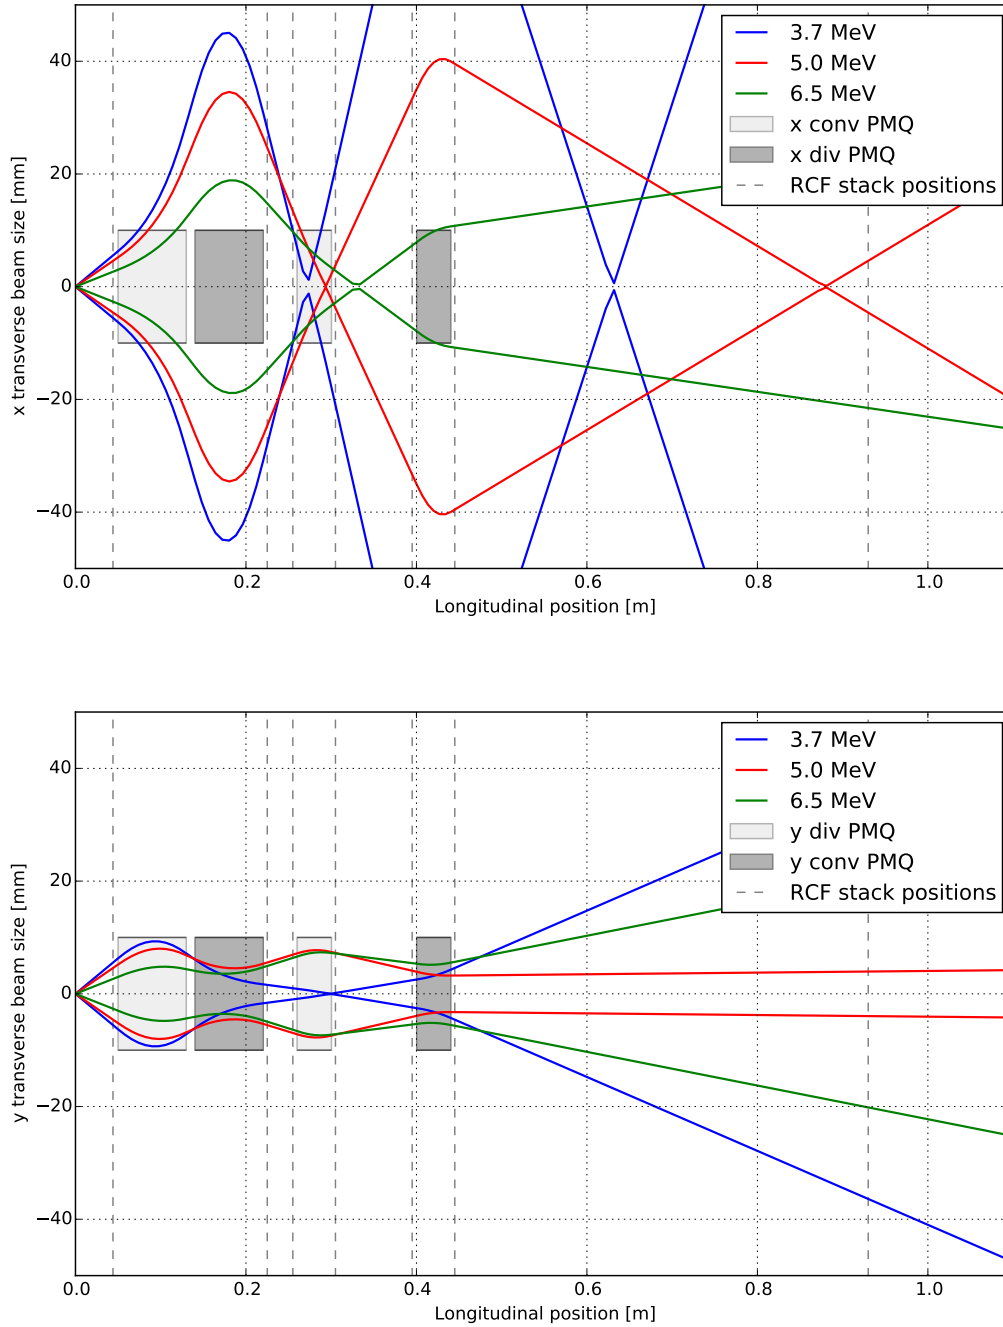 40
20
0
−20
−40
x transverse beam size [mm]
0.0 0.2 0.4 0.6 0.8 1.0
Longitudinal position [m]
3.7 MeV
5.0 MeV
6.5 MeV
x conv PMQ
x div PMQ
RCF stack positions
40
20
0
−20
−40
y transverse beam size [mm]
0.0 0.2 0.4 0.6 0.8 1.0
Longitudinal position [m]
3.7 MeV
5.0 MeV
6.5 MeV
y div PMQ
y conv PMQ
RCF stack positions